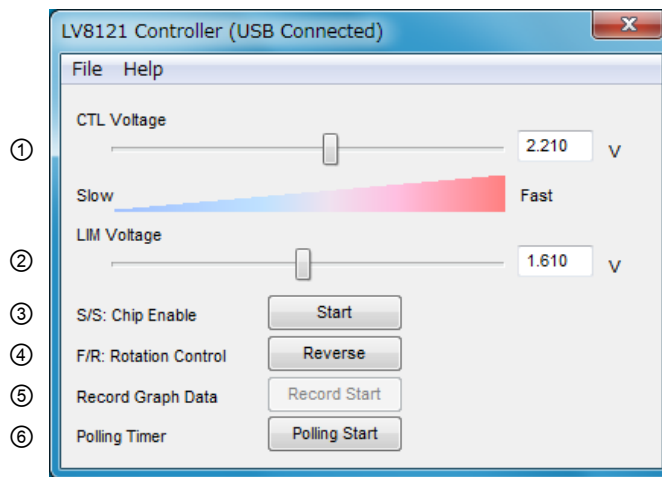 LV8121 Controller (USB Connected)
File Help
CTL Voltage
① 2.210 V
Slow Fast
LIM Voltage
② 1.610 V
③ S/S: Chip Enable Start
④ F/R: Rotation Control Reverse
⑤ Record Graph Data Record Start
⑥ Polling Timer Polling Start